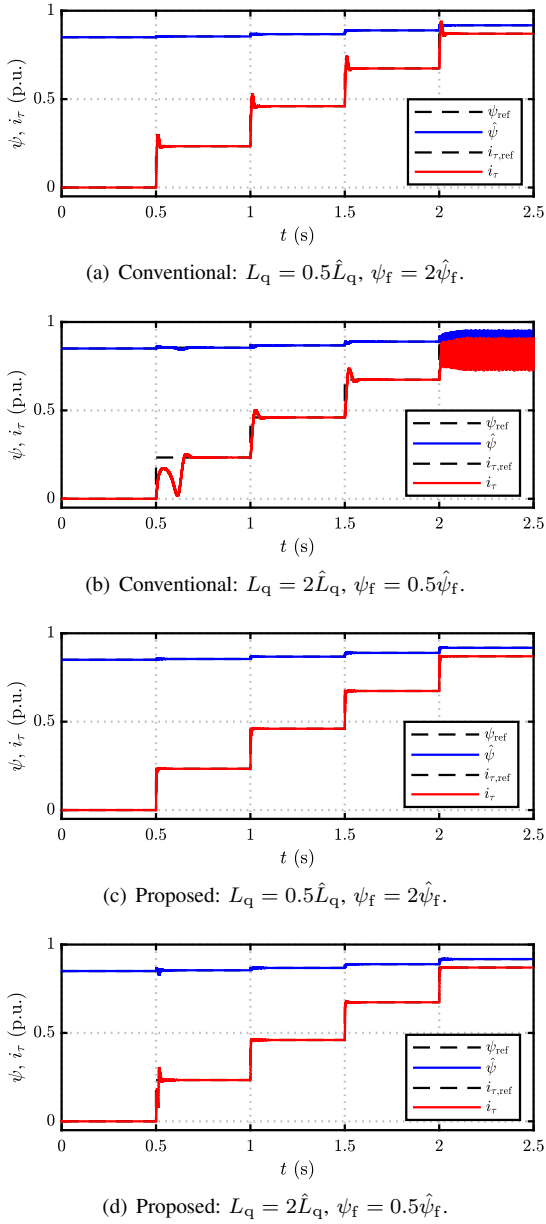 1
0.5
0
ψ, i_τ (p.u.)
0 0.5 1 1.5 2 2.5
t (s)
ψ_ref
ψ̂
i_τ,ref
i_τ
(a) Conventional: L_q = 0.5L̂_q, ψ_f = 2ψ̂_f.
1
0.5
0
ψ, i_τ (p.u.)
0 0.5 1 1.5 2 2.5
t (s)
ψ_ref
ψ̂
i_τ,ref
i_τ
(b) Conventional: L_q = 2L̂_q, ψ_f = 0.5ψ̂_f.
1
0.5
0
ψ, i_τ (p.u.)
0 0.5 1 1.5 2 2.5
t (s)
ψ_ref
ψ̂
i_τ,ref
i_τ
(c) Proposed: L_q = 0.5L̂_q, ψ_f = 2ψ̂_f.
1
0.5
0
ψ, i_τ (p.u.)
0 0.5 1 1.5 2 2.5
t (s)
ψ_ref
ψ̂
i_τ,ref
i_τ
(d) Proposed: L_q = 2L̂_q, ψ_f = 0.5ψ̂_f.